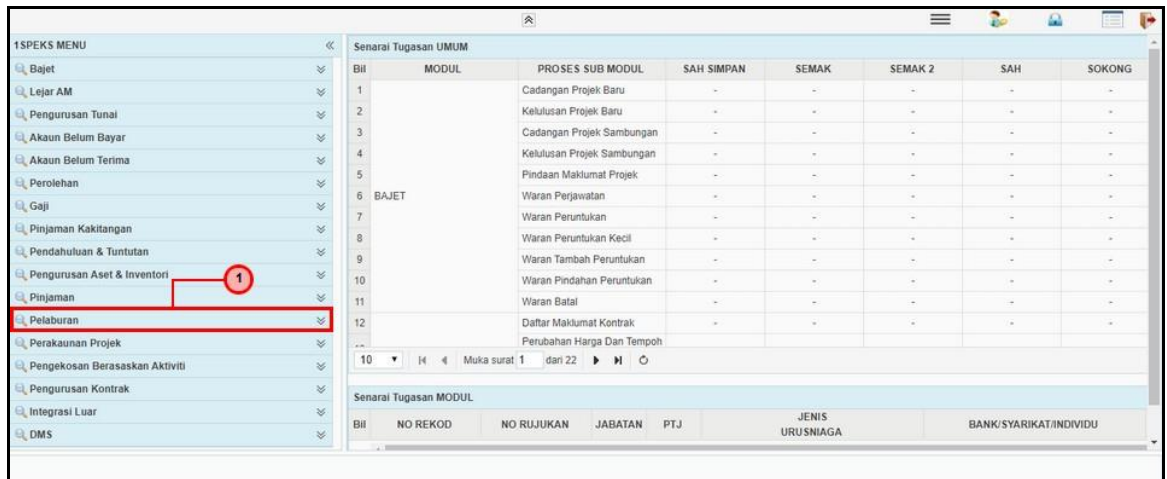 1SPEKS MENU
Bajet
Lejar AM
Pengurusan Tunai
Akaun Belum Bayar
Akaun Belum Terima
Perolehan
Gaji
Pinjaman Kakitangan
Pendahuluan & Tuntutan
Pengurusan Aset & Inventori
1
Pinjaman
Pelaburan
Perakaunan Projek
Pengekosan Berasaskan Aktiviti
Pengurusan Kontrak
Integrasi Luar
DMS
Senarai Tugasan UMUM
Bil MODUL PROSES SUB MODUL SAH SIMPAN SEMAK SEMAK 2 SAH SOKONG
1 Cadangan Projek Baru - - - - -
2 Kelulusan Projek Baru - - - - -
3 Cadangan Projek Sambungan - - - - -
4 Kelulusan Projek Sambungan - - - - -
5 Pindaan Maklumat Projek - - - - -
6 BAJET Waran Perjawatan - - - - -
7 Waran Peruntukan - - - - -
8 Waran Peruntukan Kecil - - - - -
9 Waran Tambah Peruntukan - - - - -
10 Waran Pindahan Peruntukan - - - - -
11 Waran Batal - - - - -
12 Daftar Maklumat Kontrak - - - - -
Perubahan Harga Dan Tempoh
10 Muka surat 1 dari 22
Senarai Tugasan MODUL
Bil NO REKOD NO RUJUKAN JABATAN PTJ JENIS URUSNIAGA BANK/SYARIKAT/INDIVIDU